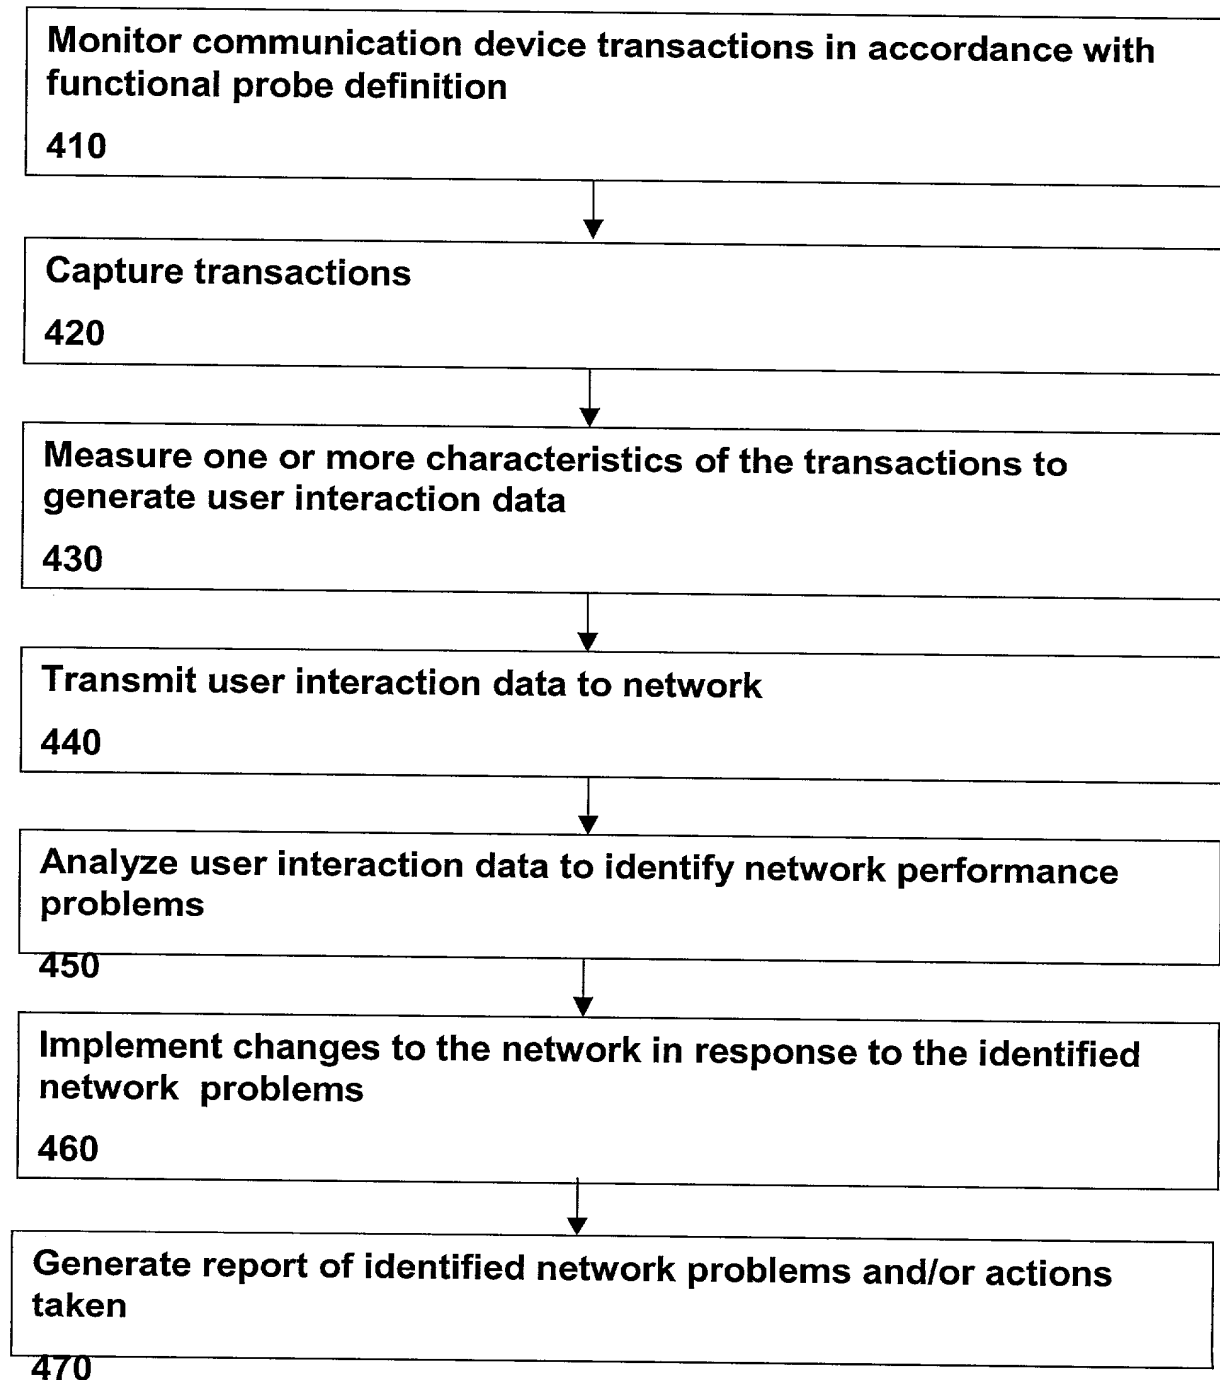 Monitor communication device transactions in accordance with
functional probe definition
410
Capture transactions
420
Measure one or more characteristics of the transactions to
generate user interaction data
430
Transmit user interaction data to network
440
Analyze user interaction data to identify network performance
problems
450
Implement changes to the network in response to the identified
network  problems
460
Generate report of identified network problems and/or actions
taken
470